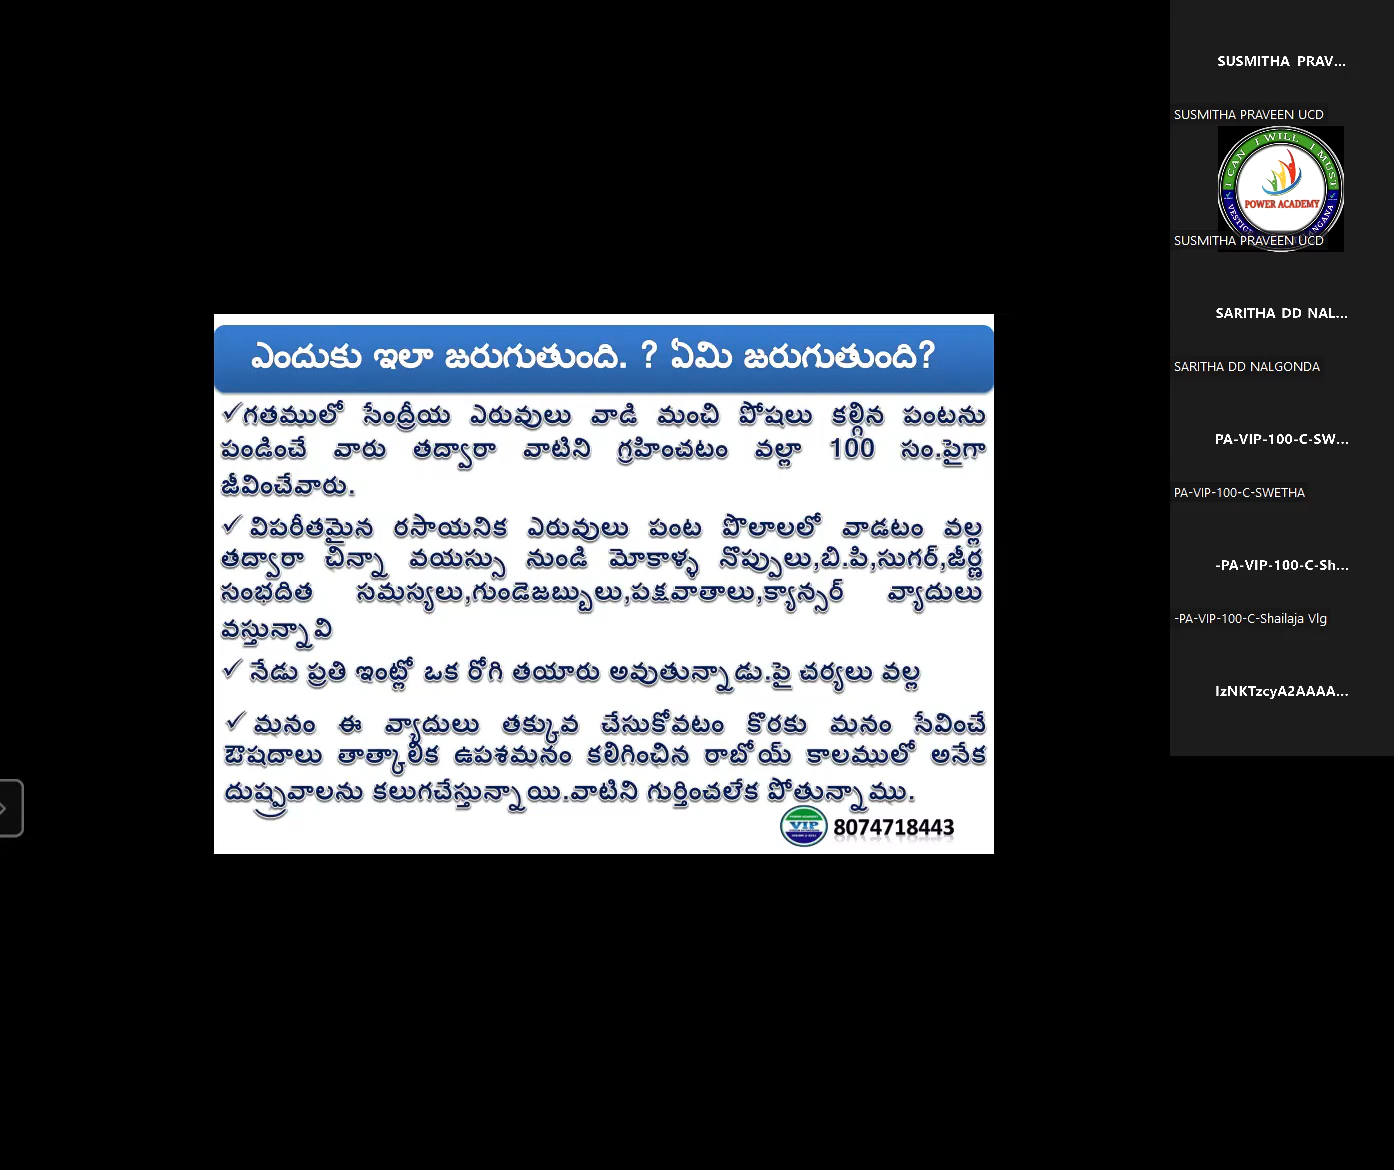 ఎందుకు ఇలా జరుగుతుంది. ? ఏమి జరుగుతుంది?
✓గతములో సేంద్రీయ ఎరువులు వాడి మంచి పోషలు కల్గిన పంటను
పండించే వారు తద్వారా వాటిని గ్రహించటం వల్లా 100 సం.పైగా
జీవించేవారు.
✓ విపరీతమైన రసాయనిక ఎరువులు పంట పొలాలలో వాడటం వల్ల
తద్వారా చిన్నా వయస్సు నుండి మోకాళ్ళ నొప్పులు,బి.పి,సుగర్,జీర్ణ
సంభదిత సమస్యలు,గుండెజబ్బులు,పక్షవాతాలు,క్యాన్సర్ వ్యాదులు
వస్తున్నావి
✓ నేడు ప్రతి ఇంట్లో ఒక రోగి తయారు అవుతున్నాడు.పై చర్యలు వల్ల
✓ మనం ఈ వ్యాదులు తక్కువ చేసుకోవటం కొరకు మనం సేవించే
ఔషదాలు తాత్కాలిక ఉపశమనం కలిగించిన రాబోయ్ కాలములో అనేక
దుష్ప్రవాలను కలుగచేస్తున్నాయి.వాటిని గుర్తించలేక పోతున్నాము.
VIP
8074718443
SUSMITHA PRAV...
SUSMITHA PRAVEEN UCD
I CAN I WILL I MUST
POWER ACADEMY
SUSMITHA PRAVEEN UCD
SARITHA DD NAL...
SARITHA DD NALGONDA
PA-VIP-100-C-SW...
PA-VIP-100-C-SWETHA
-PA-VIP-100-C-Sh...
-PA-VIP-100-C-Shailaja Vlg
IzNKTzcyA2AAAA...